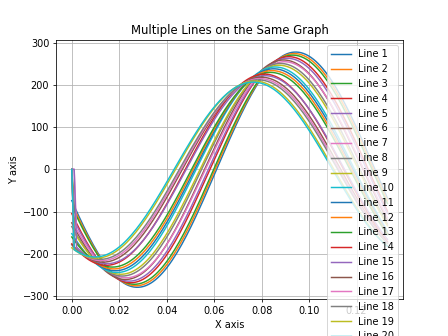 Multiple Lines on the Same Graph
300
200
100
0
−100
−200
−300
Y axis
0.00
0.02
0.04
0.06
0.08
0.10
X axis
Line 1
Line 2
Line 3
Line 4
Line 5
Line 6
Line 7
Line 8
Line 9
Line 10
Line 11
Line 12
Line 13
Line 14
Line 15
Line 16
Line 17
Line 18
Line 19
Line 20